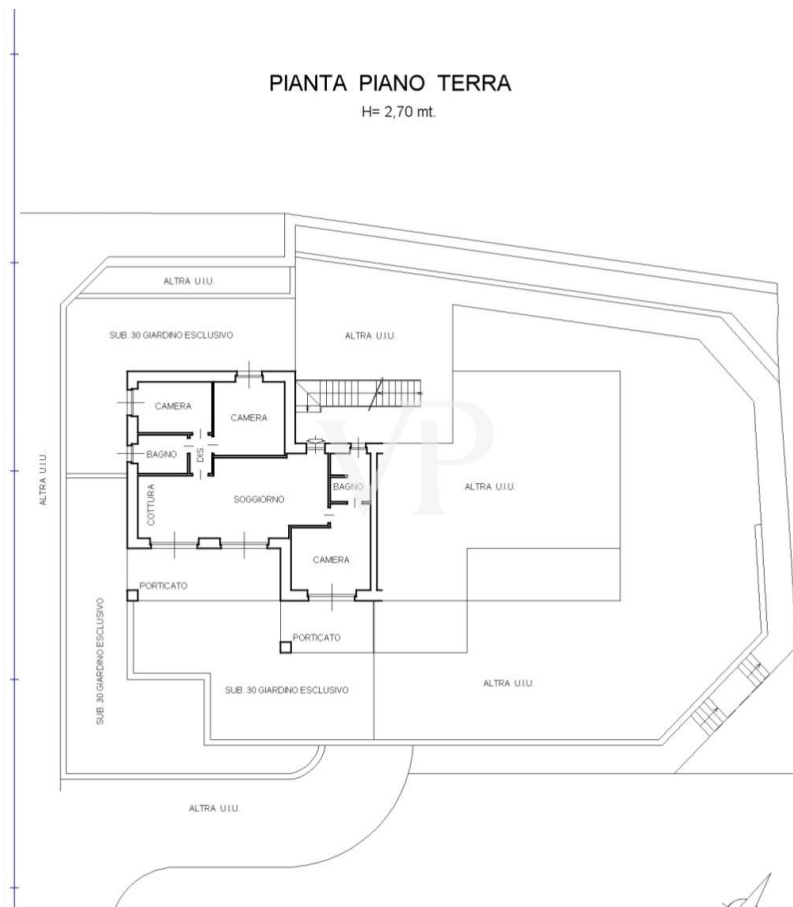 PIANTA PIANO TERRA
H= 2,70 mt.
ALTRA U.I.U.
SUB. 30 GIARDINO ESCLUSIVO
ALTRA U.I.U.
CAMERA
CAMERA
BAGNO
DIS.
ALTRA U.I.U.
COTTURA
SOGGIORNO
BAGNO
ALTRA U.I.U.
VP
CAMERA
PORTICATO
SUB. 30 GIARDINO ESCLUSIVO
PORTICATO
SUB. 30 GIARDINO ESCLUSIVO
ALTRA U.I.U.
ALTRA U.I.U.